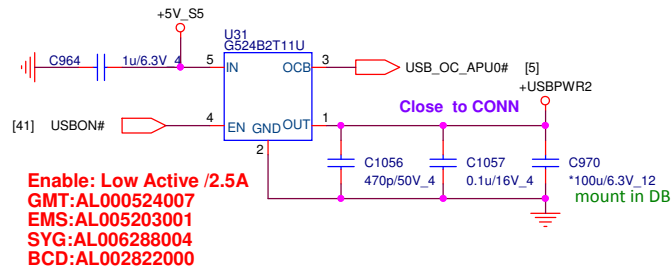 +5V_S5
U31
G524B2T11U
C964
1u/6.3V_4
5
IN
OCB
3
USB_OC_APU0#
[5]
+USBPWR2
[41]
USBON#
4
EN
GND
OUT
1
Close to CONN
2
C1056
470p/50V_4
C1057
0.1u/16V_4
C970
*100u/6.3V_12
mount in DB
Enable: Low Active /2.5A
GMT:AL000524007
EMS:AL005203001
SYG:AL006288004
BCD:AL002822000